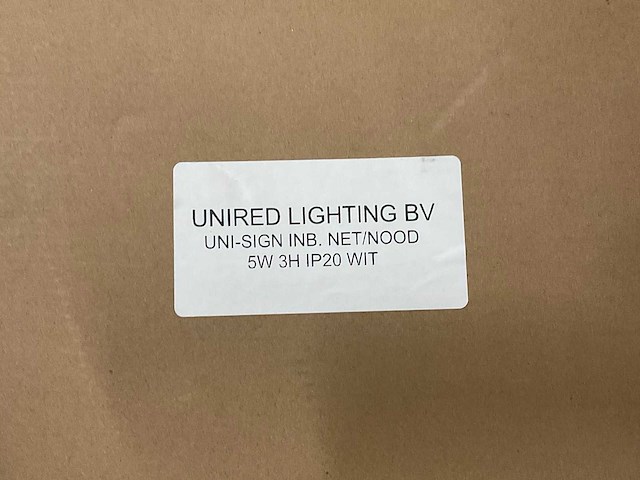 UNIRED LIGHTING BV
UNI-SIGN INB. NET/NOOD
5W 3H IP20 WIT